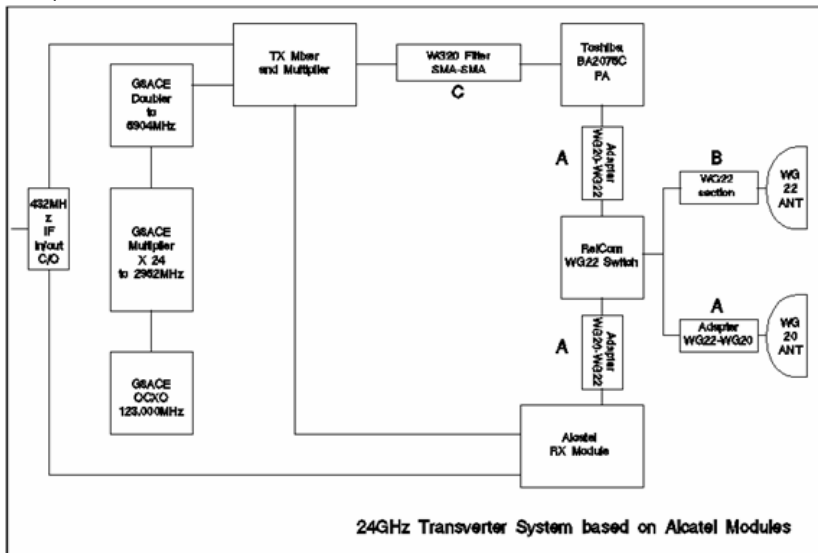 TX Mixer
and Multiplier
WG20 Filter
SMA-SMA
C
Toshiba
BA2076C
PA
G8ACE
Doubler
to
5904MHz
A
Adapter
WG20-WG22
B
WG22
section
WG
22
ANT
432MH
z
IF
In/out
C/O
G8ACE
Multiplier
X 24
to 2952MHz
RelCom
WG22 Switch
A
Adapter
WG22-WG20
WG
20
ANT
A
Adapter
WG20-WG22
G8ACE
OCXO
123.000MHz
Alcatel
RX Module
24GHz Transverter System based on Alcatel Modules